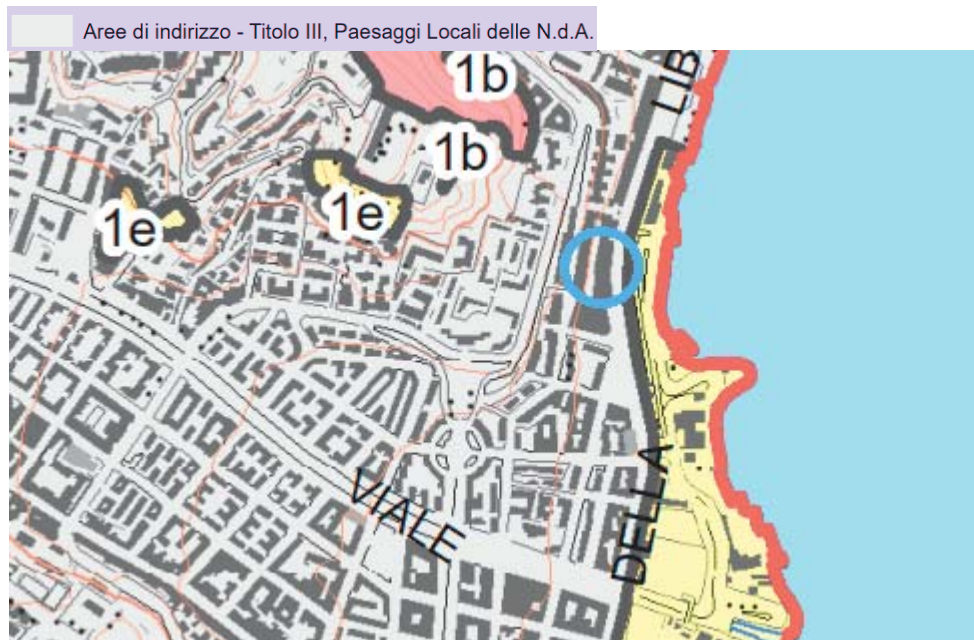 Aree di indirizzo - Titolo III, Paesaggi Locali delle N.d.A.
1b
LIB
1b
1e
1e
VIALE
DELLA